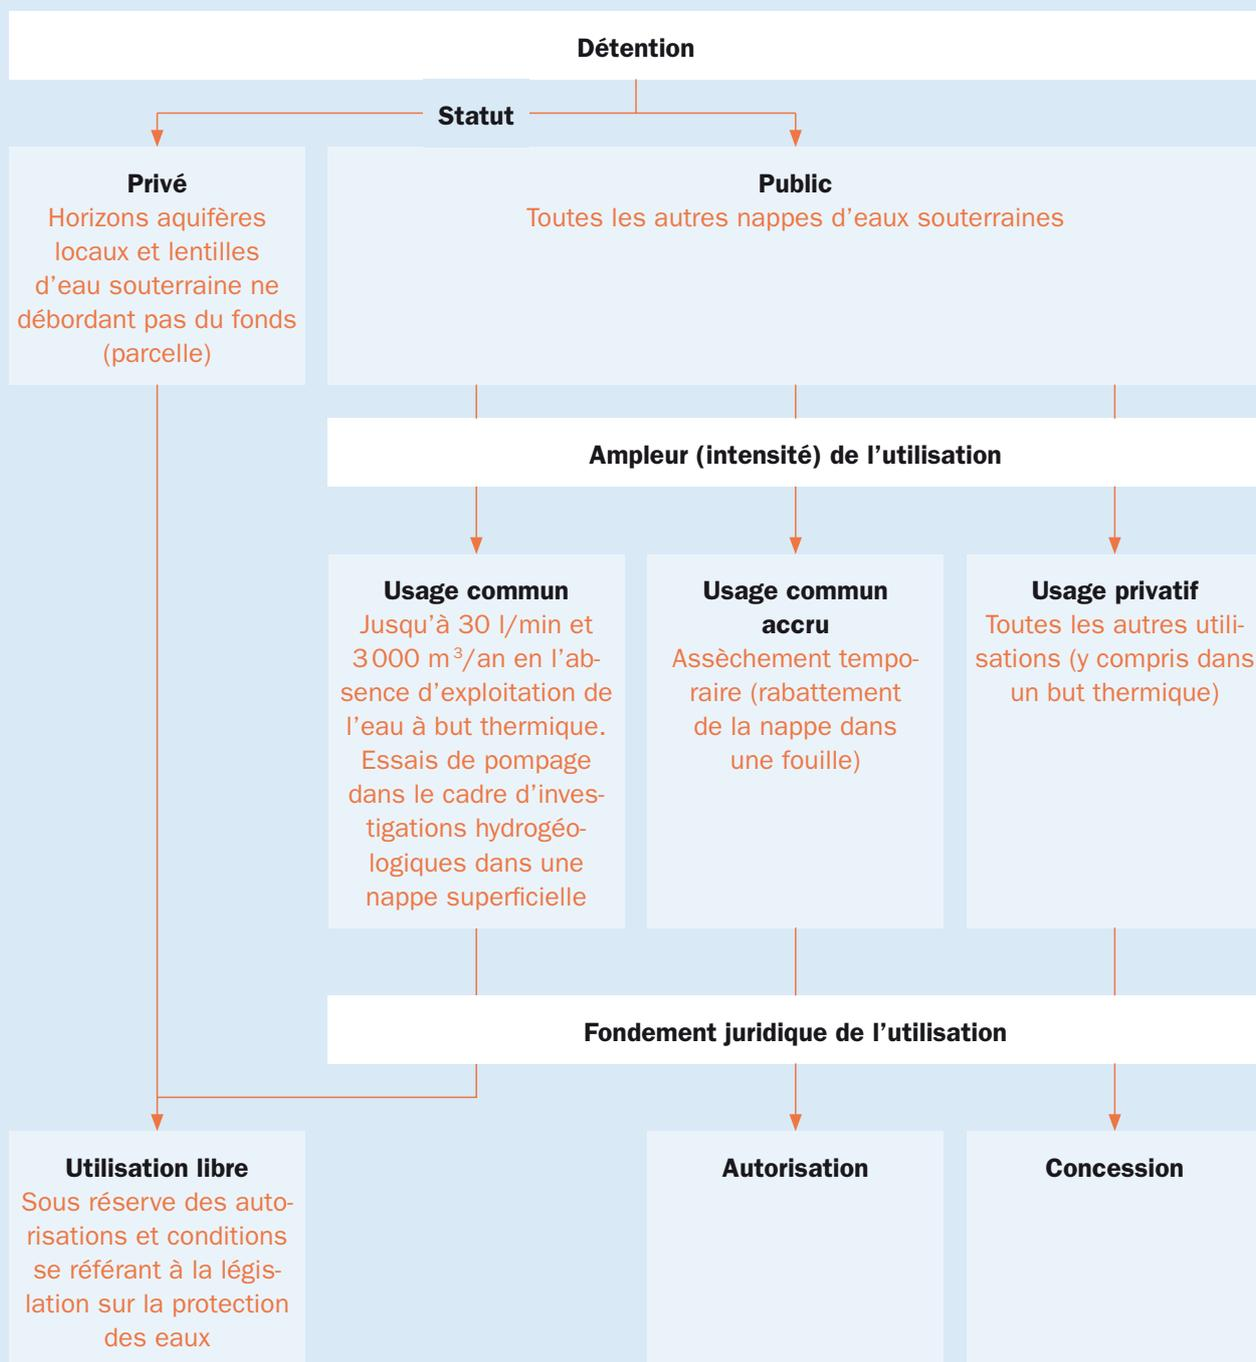 Détention
Statut
Privé
Horizons aquifères
locaux et lentilles
d’eau souterraine ne
débordant pas du fonds
(parcelle)
Public
Toutes les autres nappes d’eaux souterraines
Ampleur (intensité) de l’utilisation
Usage commun
Jusqu’à 30 l/min et
3 000 m³/an en l’ab-
sence d’exploitation de
l’eau à but thermique.
Essais de pompage
dans le cadre d’inves-
tigations hydrogéo-
logiques dans une
nappe superficielle
Usage commun
accru
Assèchement tempo-
raire (rabattement
de la nappe dans
une fouille)
Usage privatif
Toutes les autres utili-
sations (y compris dans
un but thermique)
Fondement juridique de l’utilisation
Utilisation libre
Sous réserve des auto-
risations et conditions
se référant à la légis-
lation sur la protection
des eaux
Autorisation
Concession